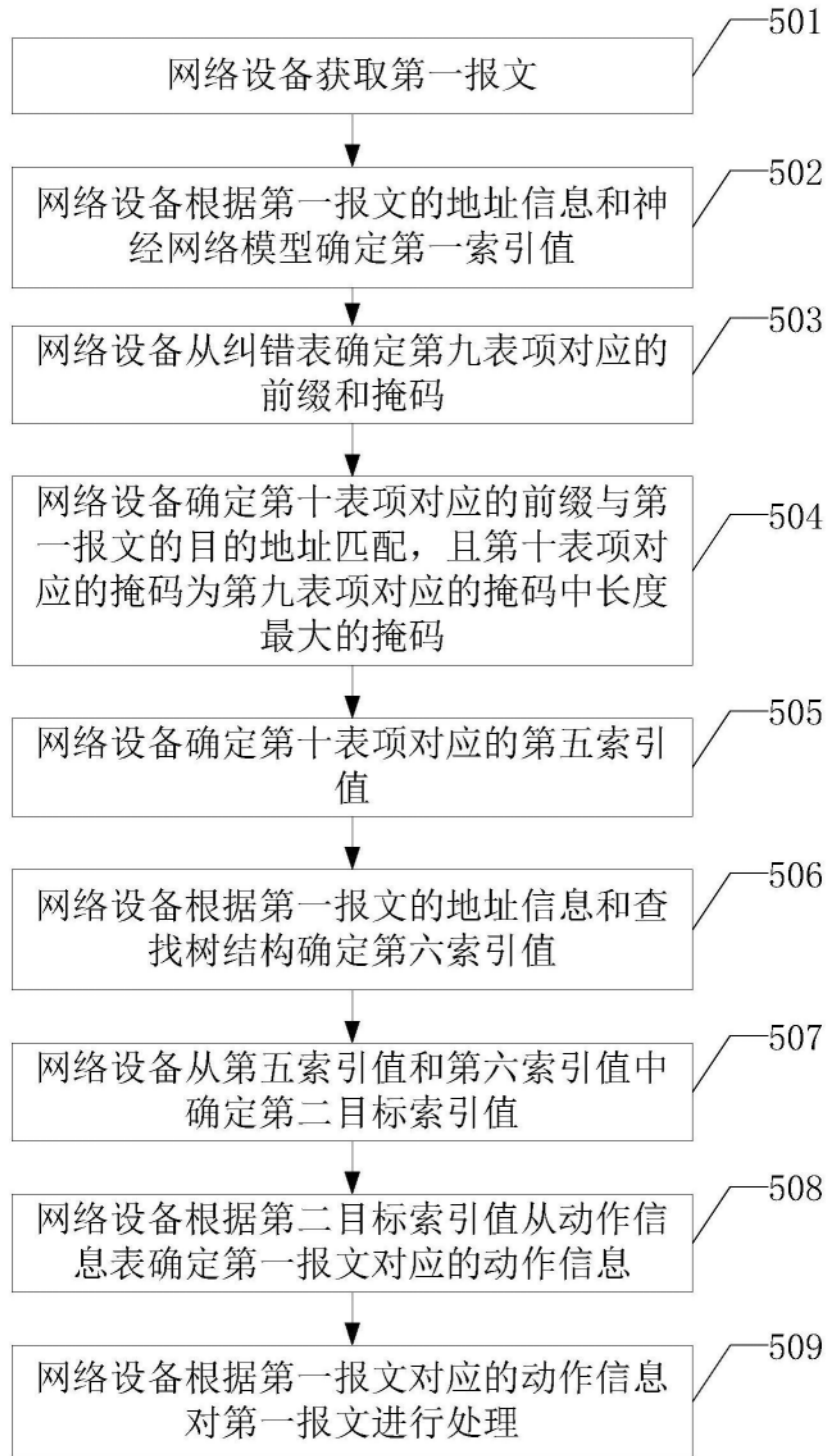 501
网络设备获取第一报文
502
网络设备根据第一报文的地址信息和神
经网络模型确定第一索引值
503
网络设备从纠错表确定第九表项对应的
前缀和掩码
504
网络设备确定第十表项对应的前缀与第
一报文的目的地址匹配，且第十表项对
应的掩码为第九表项对应的掩码中长度
最大的掩码
505
网络设备确定第十表项对应的第五索引
值
506
网络设备根据第一报文的地址信息和查
找树结构确定第六索引值
507
网络设备从第五索引值和第六索引值中
确定第二目标索引值
508
网络设备根据第二目标索引值从动作信
息表确定第一报文对应的动作信息
509
网络设备根据第一报文对应的动作信息
对第一报文进行处理